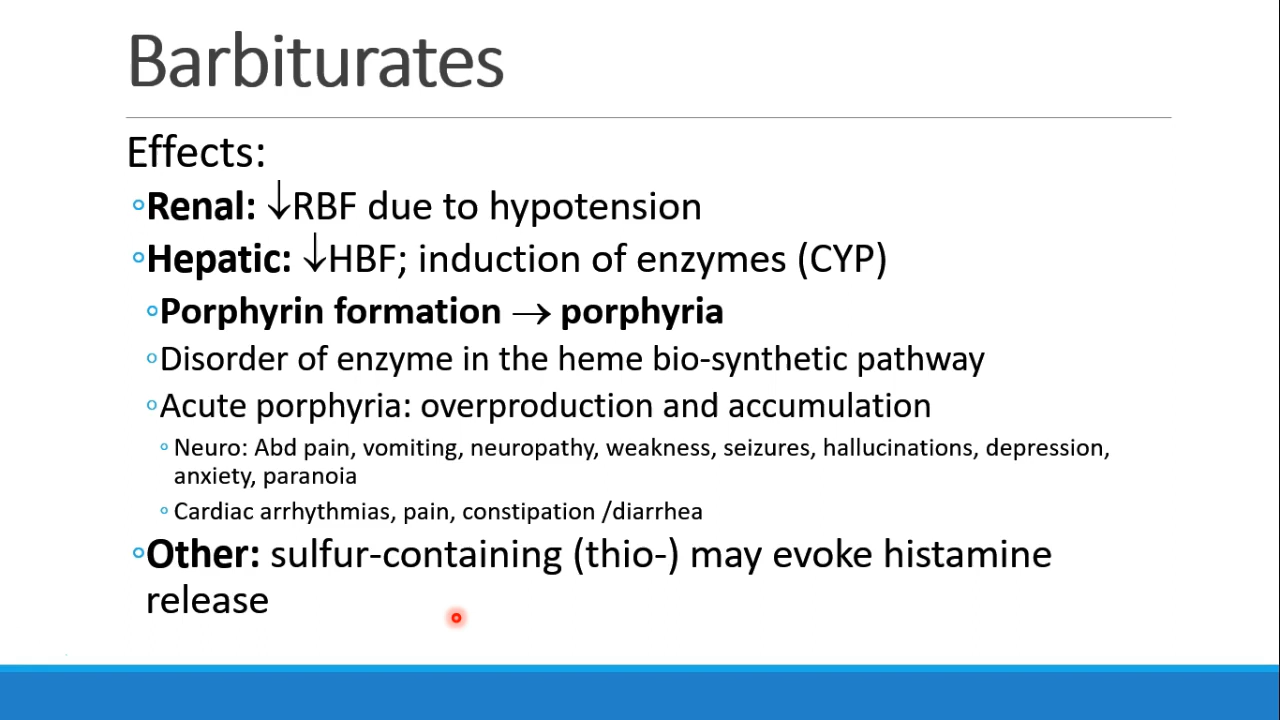 Barbiturates
Effects:
◦Renal: ↓RBF due to hypotension
◦Hepatic: ↓HBF; induction of enzymes (CYP)
◦Porphyrin formation → porphyria
◦Disorder of enzyme in the heme bio-synthetic pathway
◦Acute porphyria: overproduction and accumulation
◦ Neuro: Abd pain, vomiting, neuropathy, weakness, seizures, hallucinations, depression,
anxiety, paranoia
◦ Cardiac arrhythmias, pain, constipation /diarrhea
◦Other: sulfur-containing (thio-) may evoke histamine
release